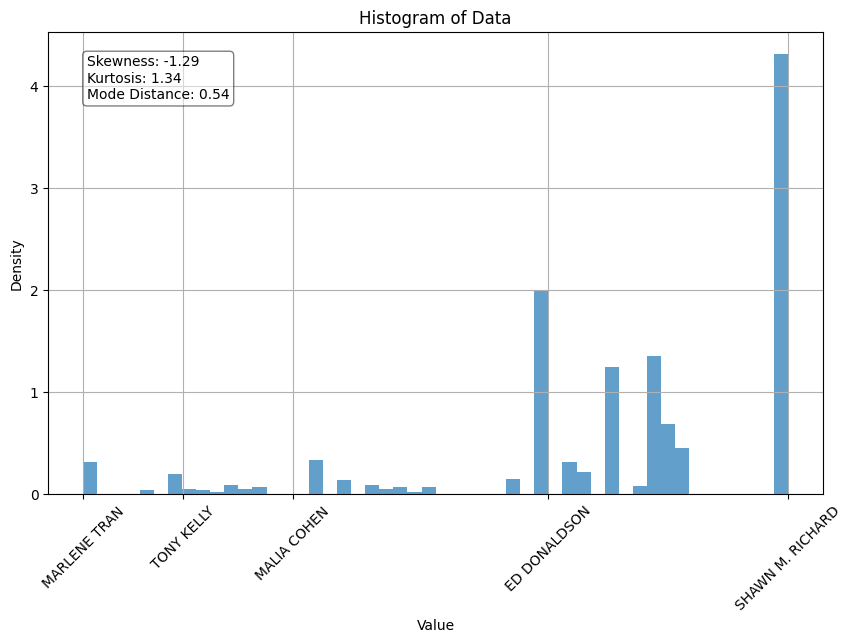 Histogram of Data
Skewness: -1.29
Kurtosis: 1.34
Mode Distance: 0.54
4
3
2
1
0
Density
MARLENE TRAN
TONY KELLY
MALIA COHEN
ED DONALDSON
SHAWN M. RICHARD
Value